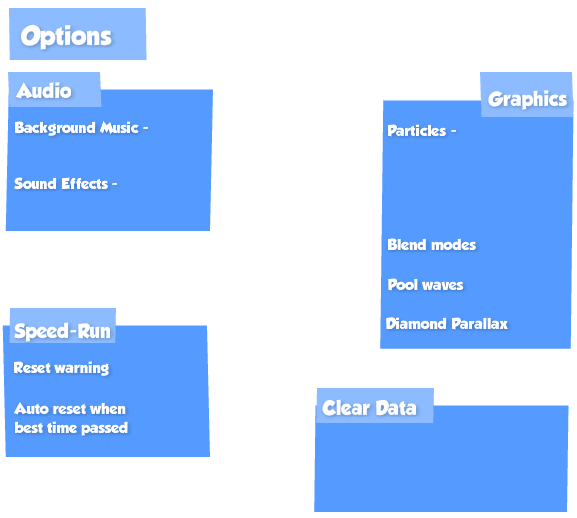 Options
Audio
Background Music -
Sound Effects -
Graphics
Particles -
Blend modes
Pool waves
Diamond Parallax
Speed-Run
Reset warning
Auto reset when
best time passed
Clear Data